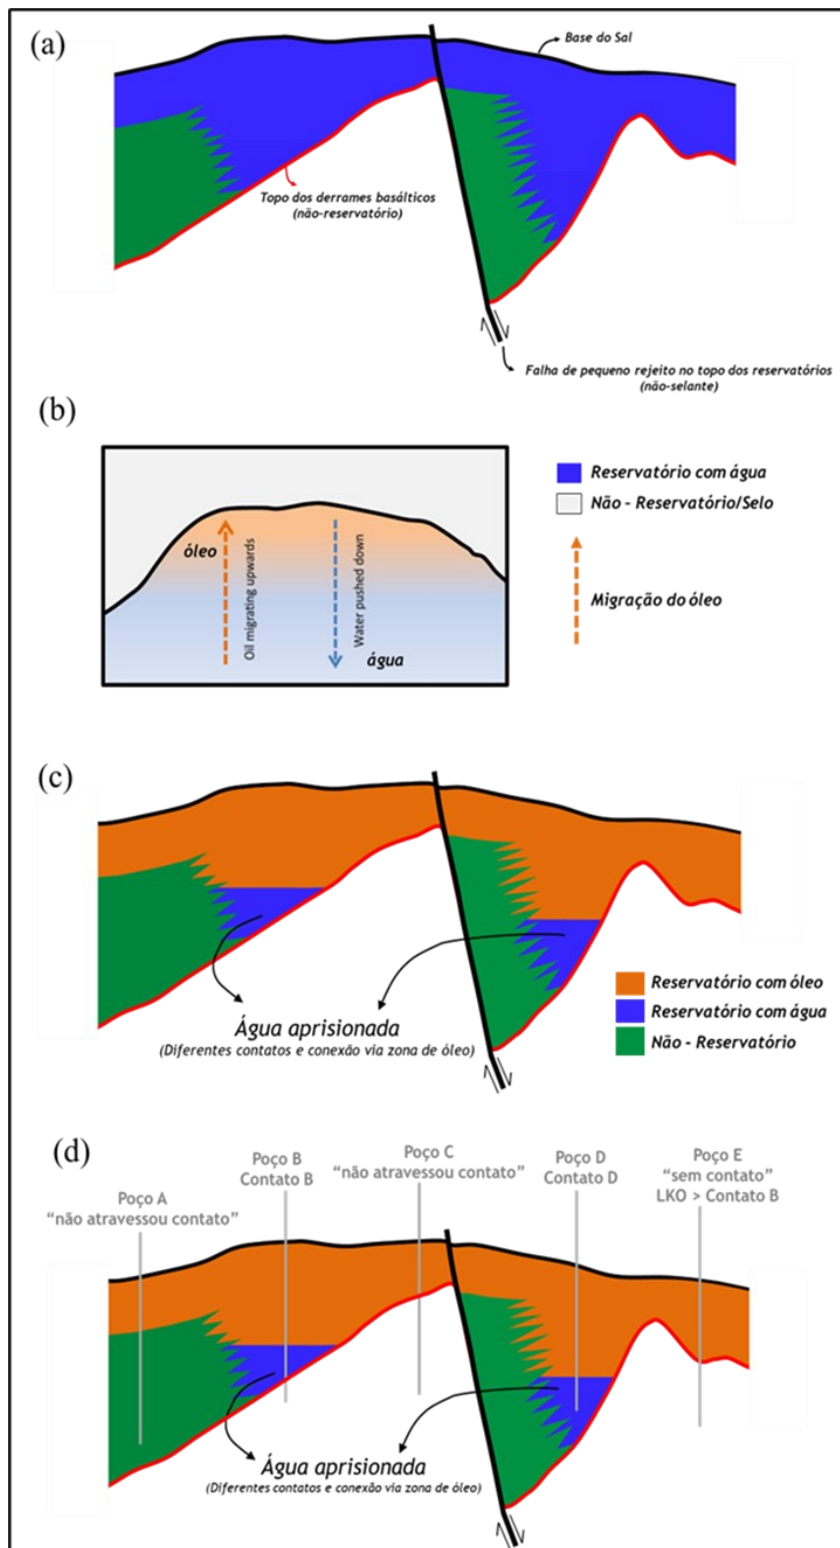 (a)
Base do Sal
Topo dos derrames basálticos
(não-reservatório)
Falha de pequeno rejeito no topo dos reservatórios
(não-selante)
(b)
óleo
Oil migrating upwards
Water pushed down
água
Reservatório com água
Não - Reservatório/Selo
Migração do óleo
(c)
Água aprisionada
(Diferentes contatos e conexão via zona de óleo)
Reservatório com óleo
Reservatório com água
Não - Reservatório
(d)
Poço A
“não atravessou contato”
Poço B
Contato B
Poço C
“não atravessou contato”
Poço D
Contato D
Poço E
“sem contato”
LKO > Contato B
Água aprisionada
(Diferentes contatos e conexão via zona de óleo)